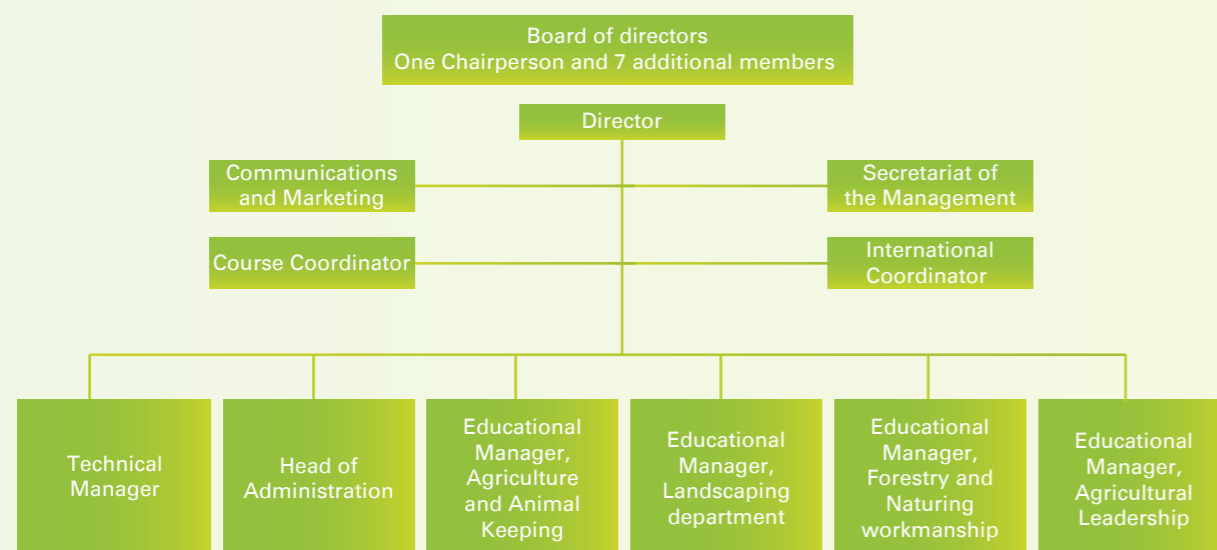 Board of directors
One Chairperson and 7 additional members
Director
Communications
and Marketing
Secretariat of
the Management
Course Coordinator
International
Coordinator
Technical
Manager
Head of
Administration
Educational
Manager,
Agriculture
and Animal
Keeping
Educational
Manager,
Landscaping
department
Educational
Manager,
Forestry and
Naturing
workmanship
Educational
Manager,
Agricultural
Leadership